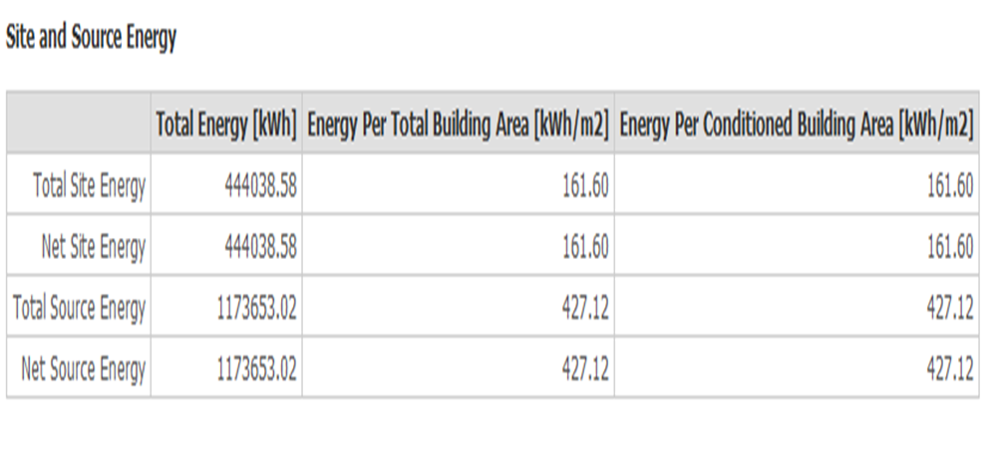 Site and Source Energy
Total Energy [kWh] Energy Per Total Building Area [kWh/m2] Energy Per Conditioned Building Area [kWh/m2]
Total Site Energy 444038.58 161.60 161.60
Net Site Energy 444038.58 161.60 161.60
Total Source Energy 1173653.02 427.12 427.12
Net Source Energy 1173653.02 427.12 427.12